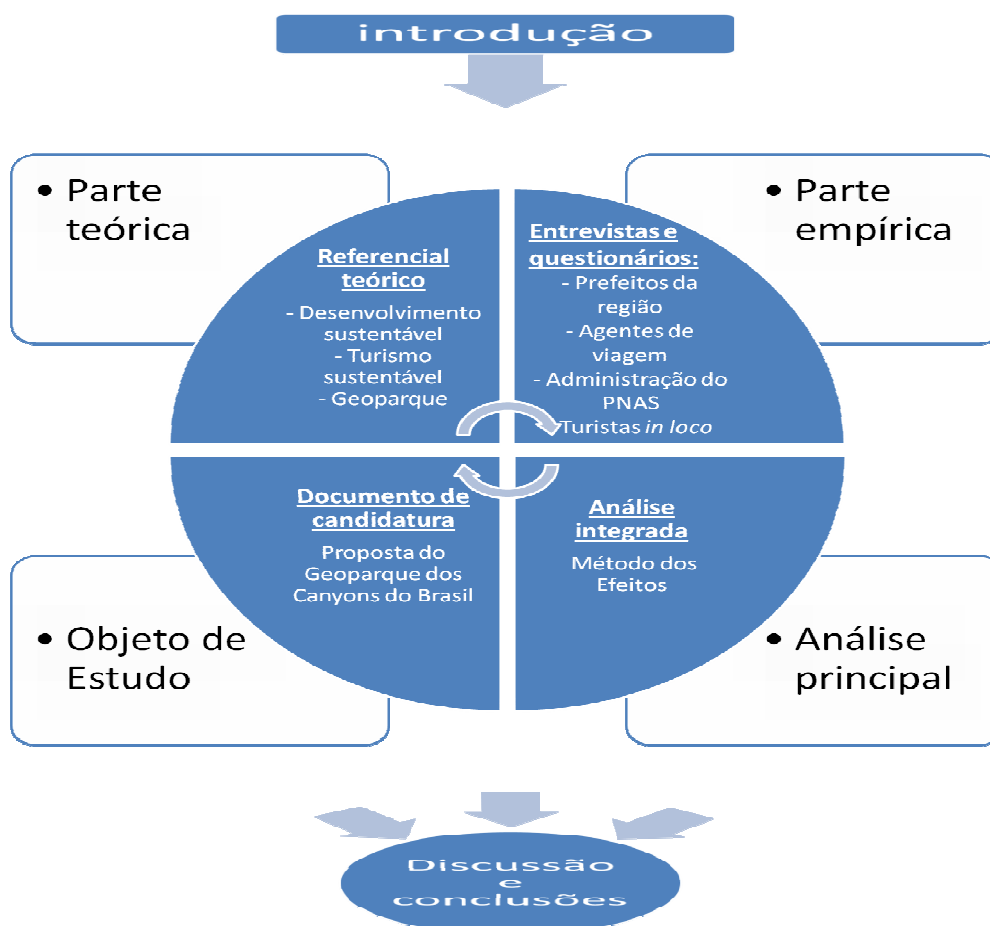 introdução
• Parte
teórica
• Parte
empírica
Referencial
teórico
- Desenvolvimento
sustentável
- Turismo
sustentável
- Geoparque
Entrevistas e
questionários:
- Prefeitos da
região
- Agentes de
viagem
- Administração do
PNAS
Turistas in loco
Documento de
candidatura
Proposta do
Geoparque dos
Canyons do Brasil
Análise
integrada
Método dos
Efeitos
• Objeto de
Estudo
• Análise
principal
Discussão
e
conclusões